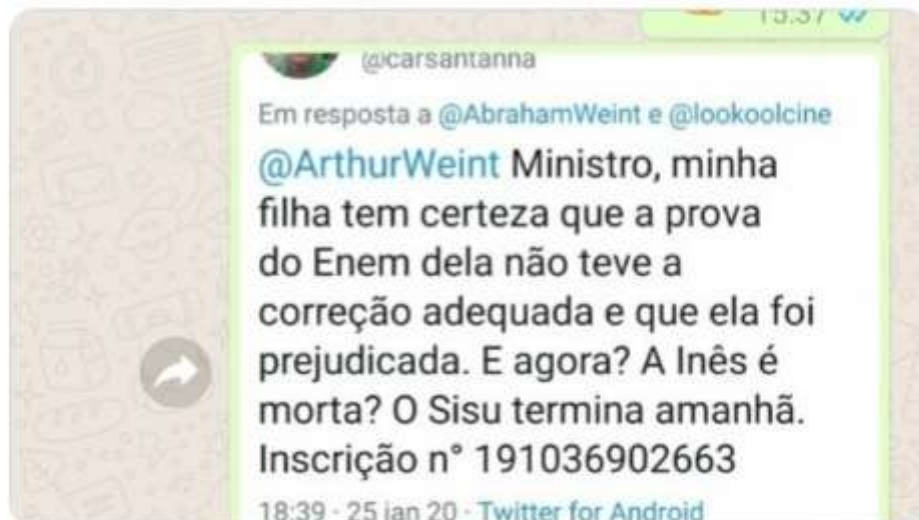 15:37
@carsantanna
Em resposta a @AbrahamWeint e @lookoolcine
@ArthurWeint Ministro, minha
filha tem certeza que a prova
do Enem dela não teve a
correção adequada e que ela foi
prejudicada. E agora? A Inês é
morta? O Sisu termina amanhã.
Inscrição n° 191036902663
18:39 · 25 jan 20 · Twitter for Android